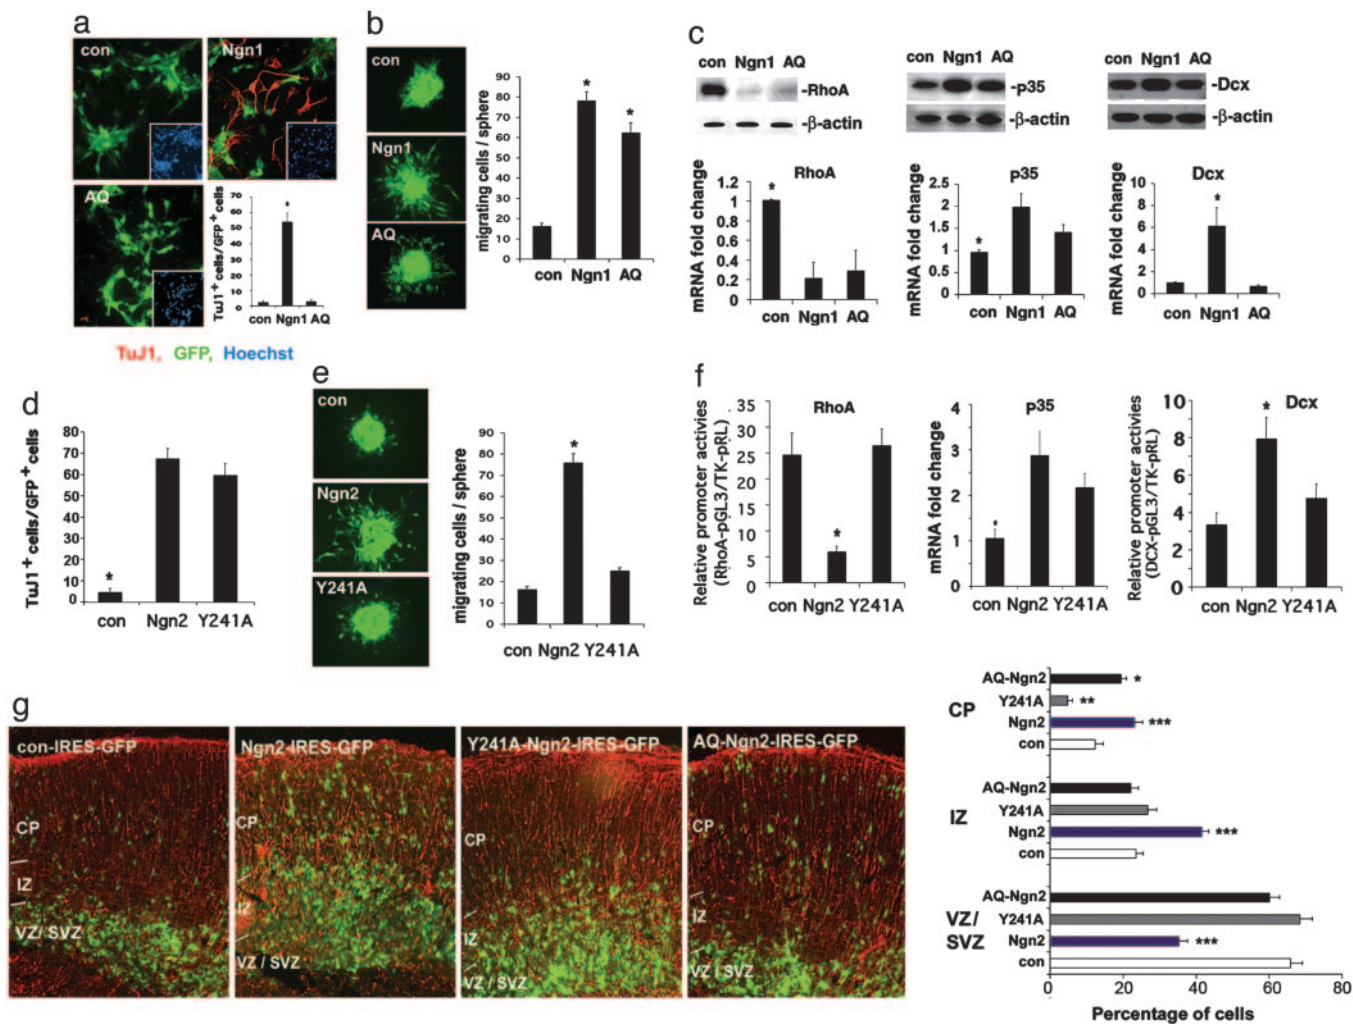 a
con
Ngn1
AQ
TuJ1⁺ cells/GFP⁺ cells
70
60
50
40
30
20
10
0
*
con Ngn1 AQ
TuJ1, GFP, Hoechst
b
con
Ngn1
AQ
migrating cells / sphere
90
80
70
60
50
40
30
20
10
0
*
*
con Ngn1 AQ
c
con Ngn1 AQ
-RhoA
-β-actin
con Ngn1 AQ
-p35
-β-actin
con Ngn1 AQ
-Dcx
-β-actin
RhoA
mRNA fold change
1.2
1
0.8
0.6
0.4
0.2
0
*
con Ngn1 AQ
p35
mRNA fold change
2.5
2
1.5
1
0.5
0
*
con Ngn1 AQ
Dcx
mRNA fold change
10
8
6
4
2
0
*
con Ngn1 AQ
d
TuJ1⁺ cells/GFP⁺ cells
80
70
60
50
40
30
20
10
0
*
con Ngn2 Y241A
e
con
Ngn2
Y241A
migrating cells / sphere
90
80
70
60
50
40
30
20
10
0
*
con Ngn2 Y241A
f
RhoA
Relative promoter activies
(RhoA-pGL3/TK-pRL)
35
30
25
20
15
10
5
0
*
con Ngn2 Y241A
p35
mRNA fold change
4
3
2
1
0
*
con Ngn2 Y241A
Dcx
Relative promoter activies
(DCX-pGL3/TK-pRL)
10
8
6
4
2
0
*
con Ngn2 Y241A
g
con-IRES-GFP
CP
IZ
VZ/ SVZ
Ngn2-IRES-GFP
CP
IZ
VZ / SVZ
Y241A-Ngn2-IRES-GFP
CP
IZ
VZ / SVZ
AQ-Ngn2-IRES-GFP
CP
IZ
VZ / SVZ
CP
AQ-Ngn2 *
Y241A **
Ngn2 ***
con
IZ
AQ-Ngn2
Y241A
Ngn2 ***
con
VZ/
SVZ
AQ-Ngn2
Y241A
Ngn2 ***
con
0 20 40 60 80
Percentage of cells